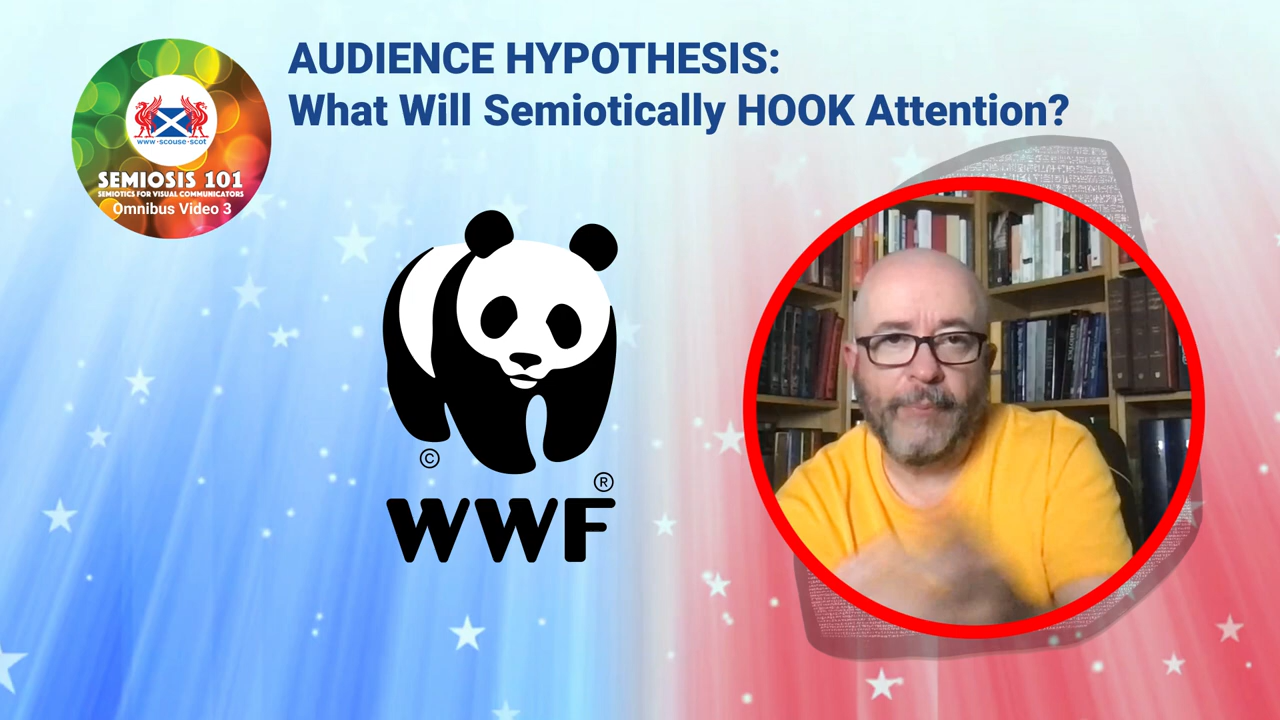 AUDIENCE HYPOTHESIS:
What Will Semiotically HOOK Attention?
www·scouse·scot
SEMIOSIS 101
SEMIOTICS FOR VISUAL COMMUNICATORS
Omnibus Video 3
©
®
WWF